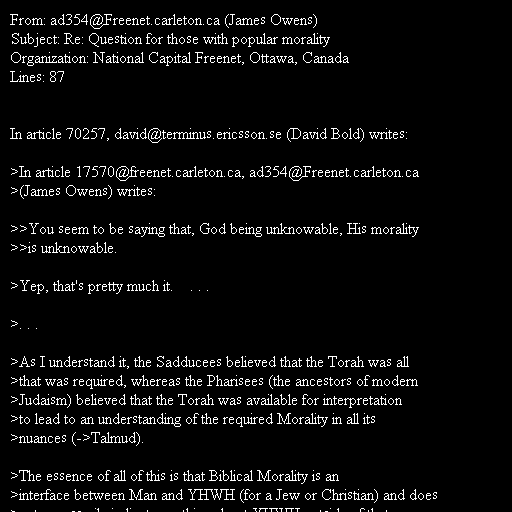 From: ad354@Freenet.carleton.ca (James Owens)
Subject: Re: Question for those with popular morality
Organization: National Capital Freenet, Ottawa, Canada
Lines: 87
In article 70257, david@terminus.ericsson.se (David Bold) writes:
>In article 17570@freenet.carleton.ca, ad354@Freenet.carleton.ca
>(James Owens) writes:
>>You seem to be saying that, God being unknowable, His morality
>>is unknowable.
>Yep, that's pretty much it. . . .
>. . .
>As I understand it, the Sadducees believed that the Torah was all
>that was required, whereas the Pharisees (the ancestors of modern
>Judaism) believed that the Torah was available for interpretation
>to lead to an understanding of the required Morality in all its
>nuances (->Talmud).
>The essence of all of this is that Biblical Morality is an
>interface between Man and YHWH (for a Jew or Christian) and does